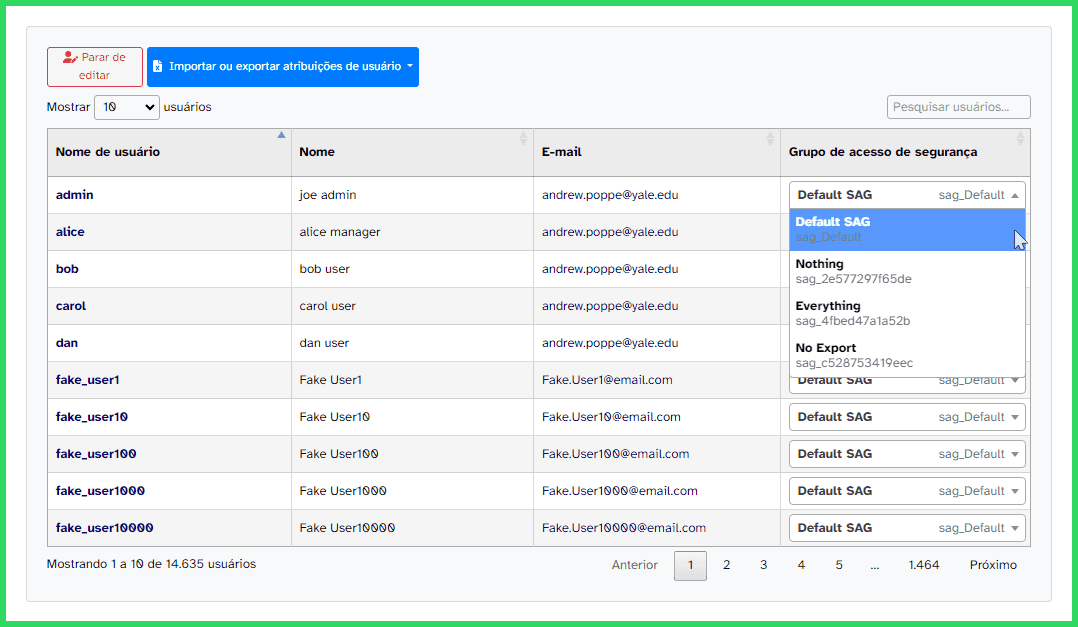 Parar de
editar
Importar ou exportar atribuições de usuário
Mostrar 10 usuários
Pesquisar usuários...
Nome de usuário Nome E-mail Grupo de acesso de segurança
admin joe admin andrew.poppe@yale.edu Default SAG sag_Default
alice alice manager andrew.poppe@yale.edu
bob bob user andrew.poppe@yale.edu
carol carol user andrew.poppe@yale.edu
dan dan user andrew.poppe@yale.edu
Default SAG
sag_Default
Nothing
sag_2e577297f65de
Everything
sag_4fbed47a1a52b
No Export
sag_c528753419eec
fake_user1 Fake User1 Fake.User1@email.com Default SAG sag_Default
fake_user10 Fake User10 Fake.User10@email.com Default SAG sag_Default
fake_user100 Fake User100 Fake.User100@email.com Default SAG sag_Default
fake_user1000 Fake User1000 Fake.User1000@email.com Default SAG sag_Default
fake_user10000 Fake User10000 Fake.User10000@email.com Default SAG sag_Default
Mostrando 1 a 10 de 14.635 usuários
Anterior 1 2 3 4 5 ... 1.464 Próximo